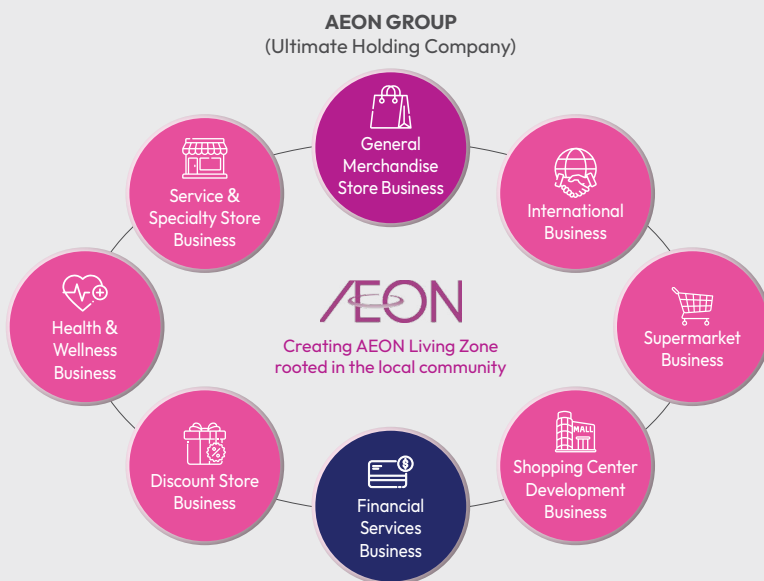 AEON GROUP
(Ultimate Holding Company)
General
Merchandise
Store Business
Service &
Specialty Store
Business
International
Business
Health &
Wellness
Business
ÆON
Creating AEON Living Zone
rooted in the local community
Supermarket
Business
Discount Store
Business
Financial
Services
Business
MALL
Shopping Center
Development
Business